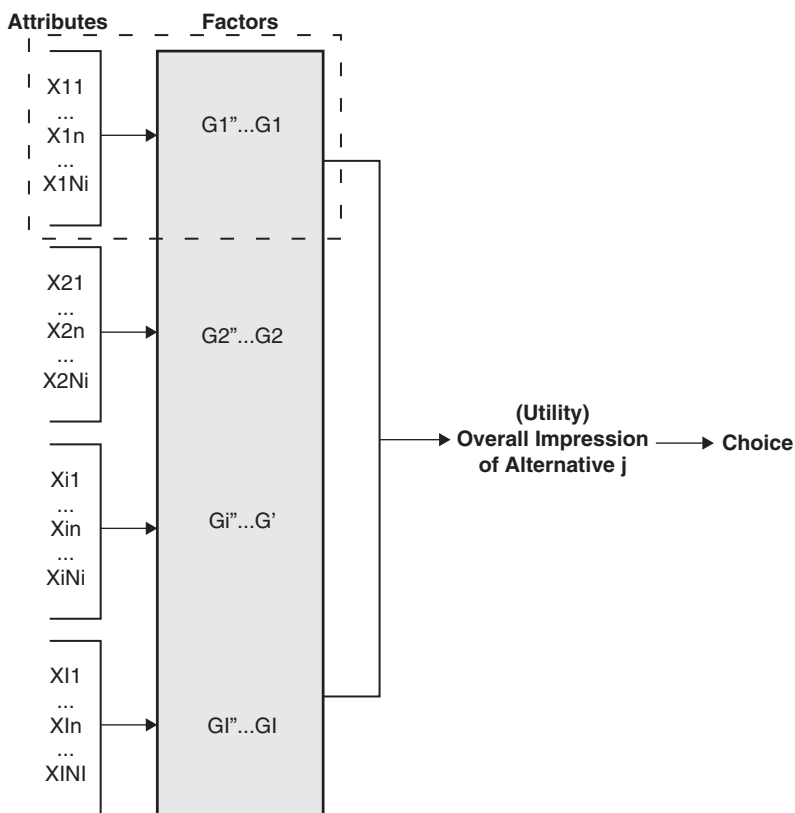 Attributes
Factors
X11
...
X1n
...
X1Ni
G1”...G1
X21
...
X2n
...
X2Ni
G2”...G2
Xi1
...
Xin
...
XiNi
Gi”...G’
XI1
...
XIn
...
XINI
GI”...GI
(Utility)
Overall Impression
of Alternative j
Choice